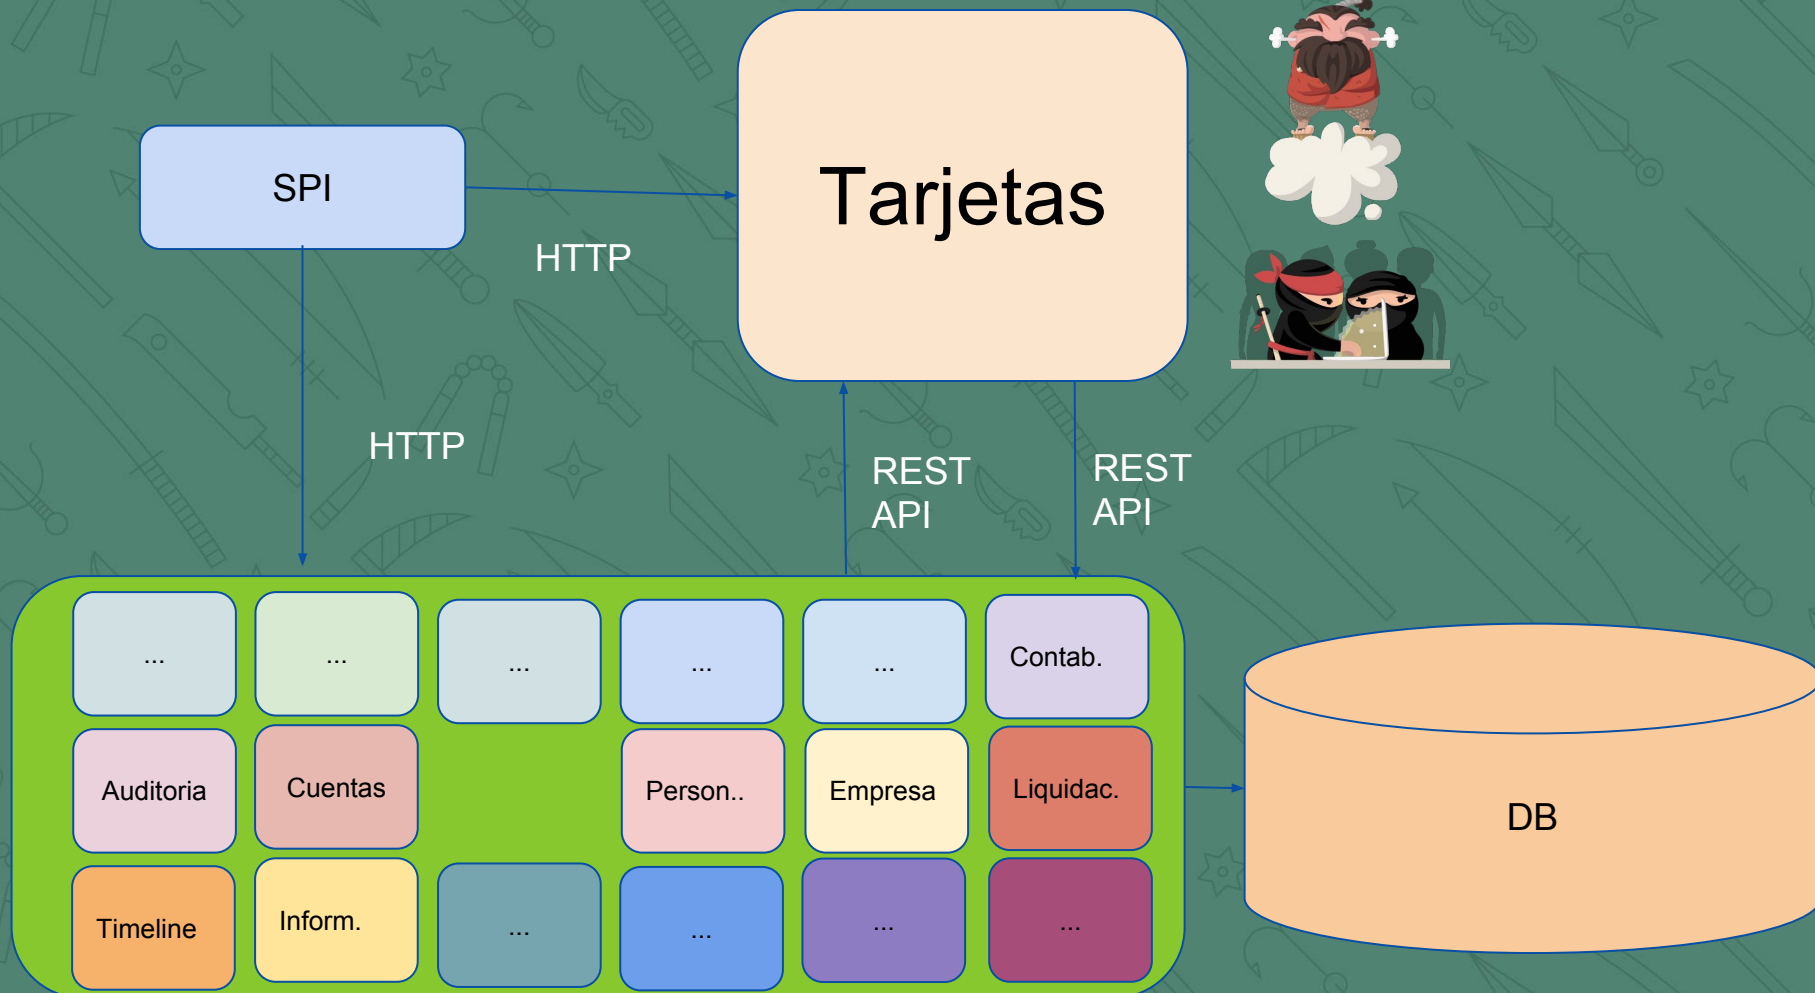 SPI
Tarjetas
HTTP
HTTP
REST
API
REST
API
...
...
...
...
...
Contab.
Auditoria
Cuentas
Person..
Empresa
Liquidac.
Timeline
Inform.
...
...
...
...
DB